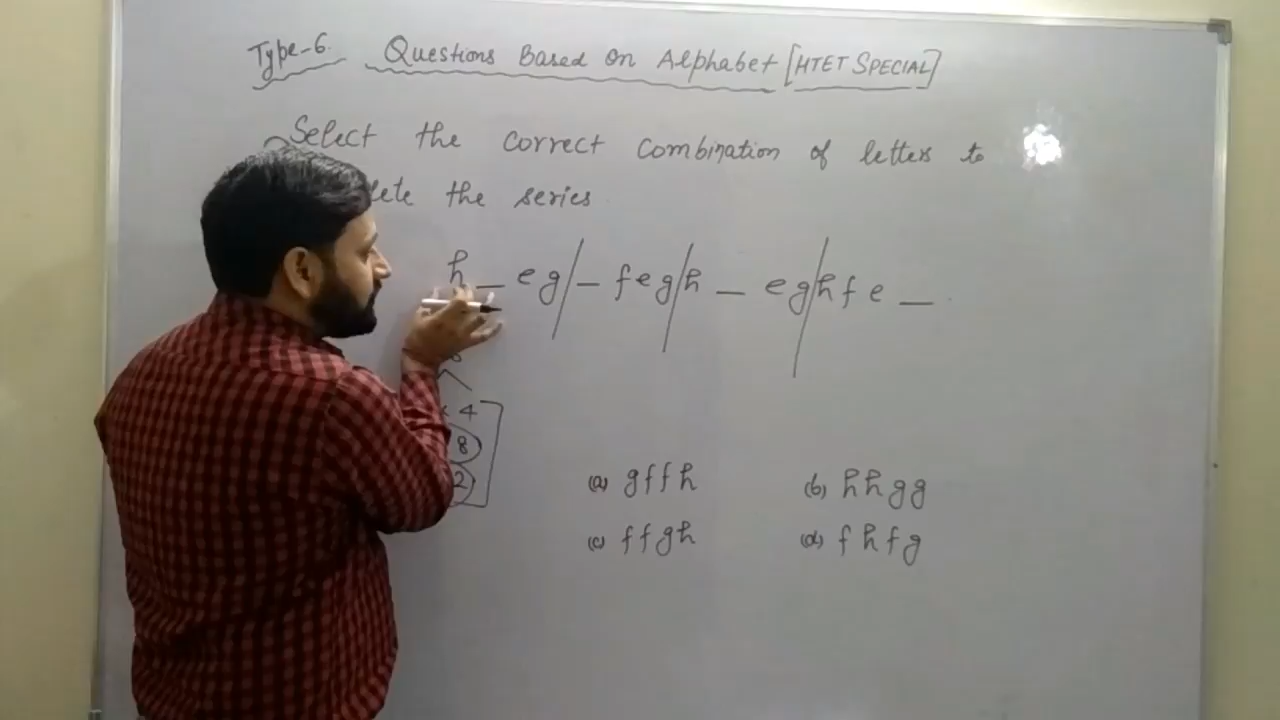 Type-6. Questions Based on Alphabet [HTET SPECIAL]
Select the correct combination of letters to
lete the series
h _ e g / _ f e g / h _ e g / h f e _
4
8
2
(a) g f f h (b) h h g g
(c) f f g h (d) f h f g